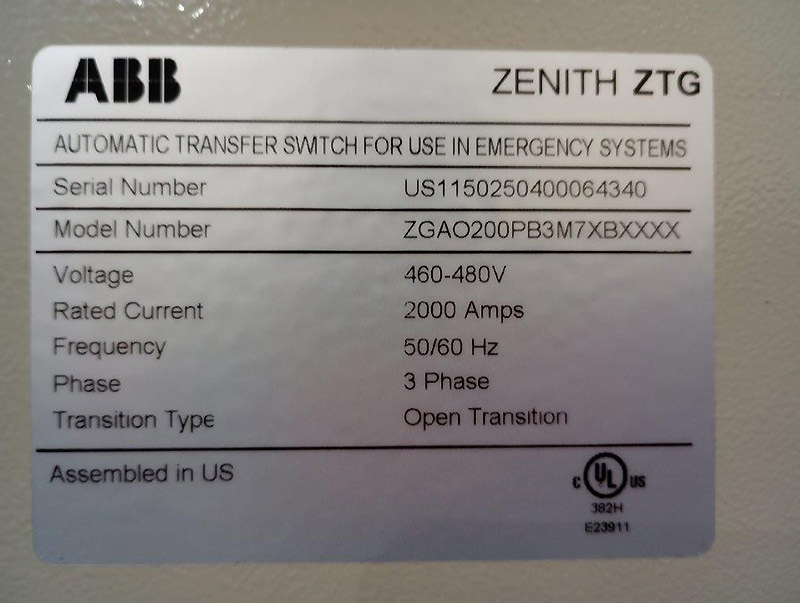 ABB ZENITH ZTG
AUTOMATIC TRANSFER SWITCH FOR USE IN EMERGENCY SYSTEMS
Serial Number US1150250400064340
Model Number ZGAO200PB3M7XBXXXX
Voltage 460-480V
Rated Current 2000 Amps
Frequency 50/60 Hz
Phase 3 Phase
Transition Type Open Transition
Assembled in US
C UL US
382H
E23911